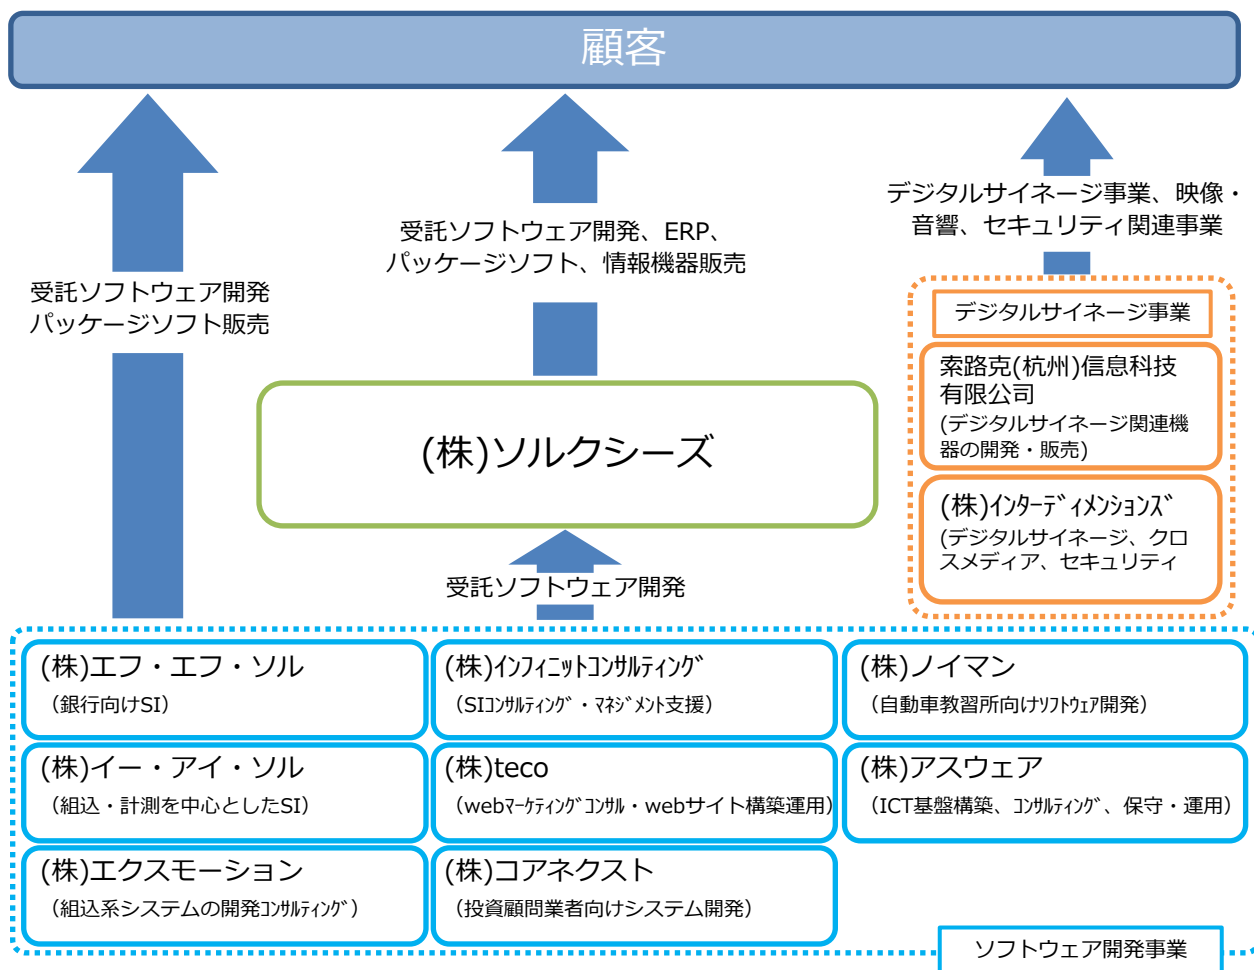 顧客
受託ソフトウェア開発
パッケージソフト販売
受託ソフトウェア開発、ERP、
パッケージソフト、情報機器販売
デジタルサイネージ事業、映像・
音響、セキュリティ関連事業
デジタルサイネージ事業
索路克(杭州)信息科技
有限公司
(デジタルサイネージ関連機
器の開発・販売)
(株)ｲﾝﾀｰﾃﾞｨﾒﾝｼｮﾝｽﾞ
(デジタルサイネージ、クロ
スメディア、セキュリティ
(株)ソルクシーズ
受託ソフトウェア開発
(株)エフ・エフ・ソル
（銀行向けSI）
(株)ｲﾝﾌｨﾆｯﾄｺﾝｻﾙﾃｨﾝｸﾞ
（SIｺﾝｻﾙﾃｨﾝｸﾞ・ﾏﾈｼﾞﾒﾝﾄ支援）
(株)ノイマン
（自動車教習所向けｿﾌﾄｳｪｱ開発）
(株)イー・アイ・ソル
（組込・計測を中心としたSI）
(株)teco
（webﾏｰｹﾃｨﾝｸﾞｺﾝｻﾙ・webサイト構築運用）
(株)アスウェア
（ICT基盤構築、ｺﾝｻﾙﾃｨﾝｸﾞ、保守・運用）
(株)エクスモーション
（組込系システムの開発ｺﾝｻﾙﾃｨﾝｸﾞ）
(株)コアネクスト
（投資顧問業者向けシステム開発）
ソフトウェア開発事業